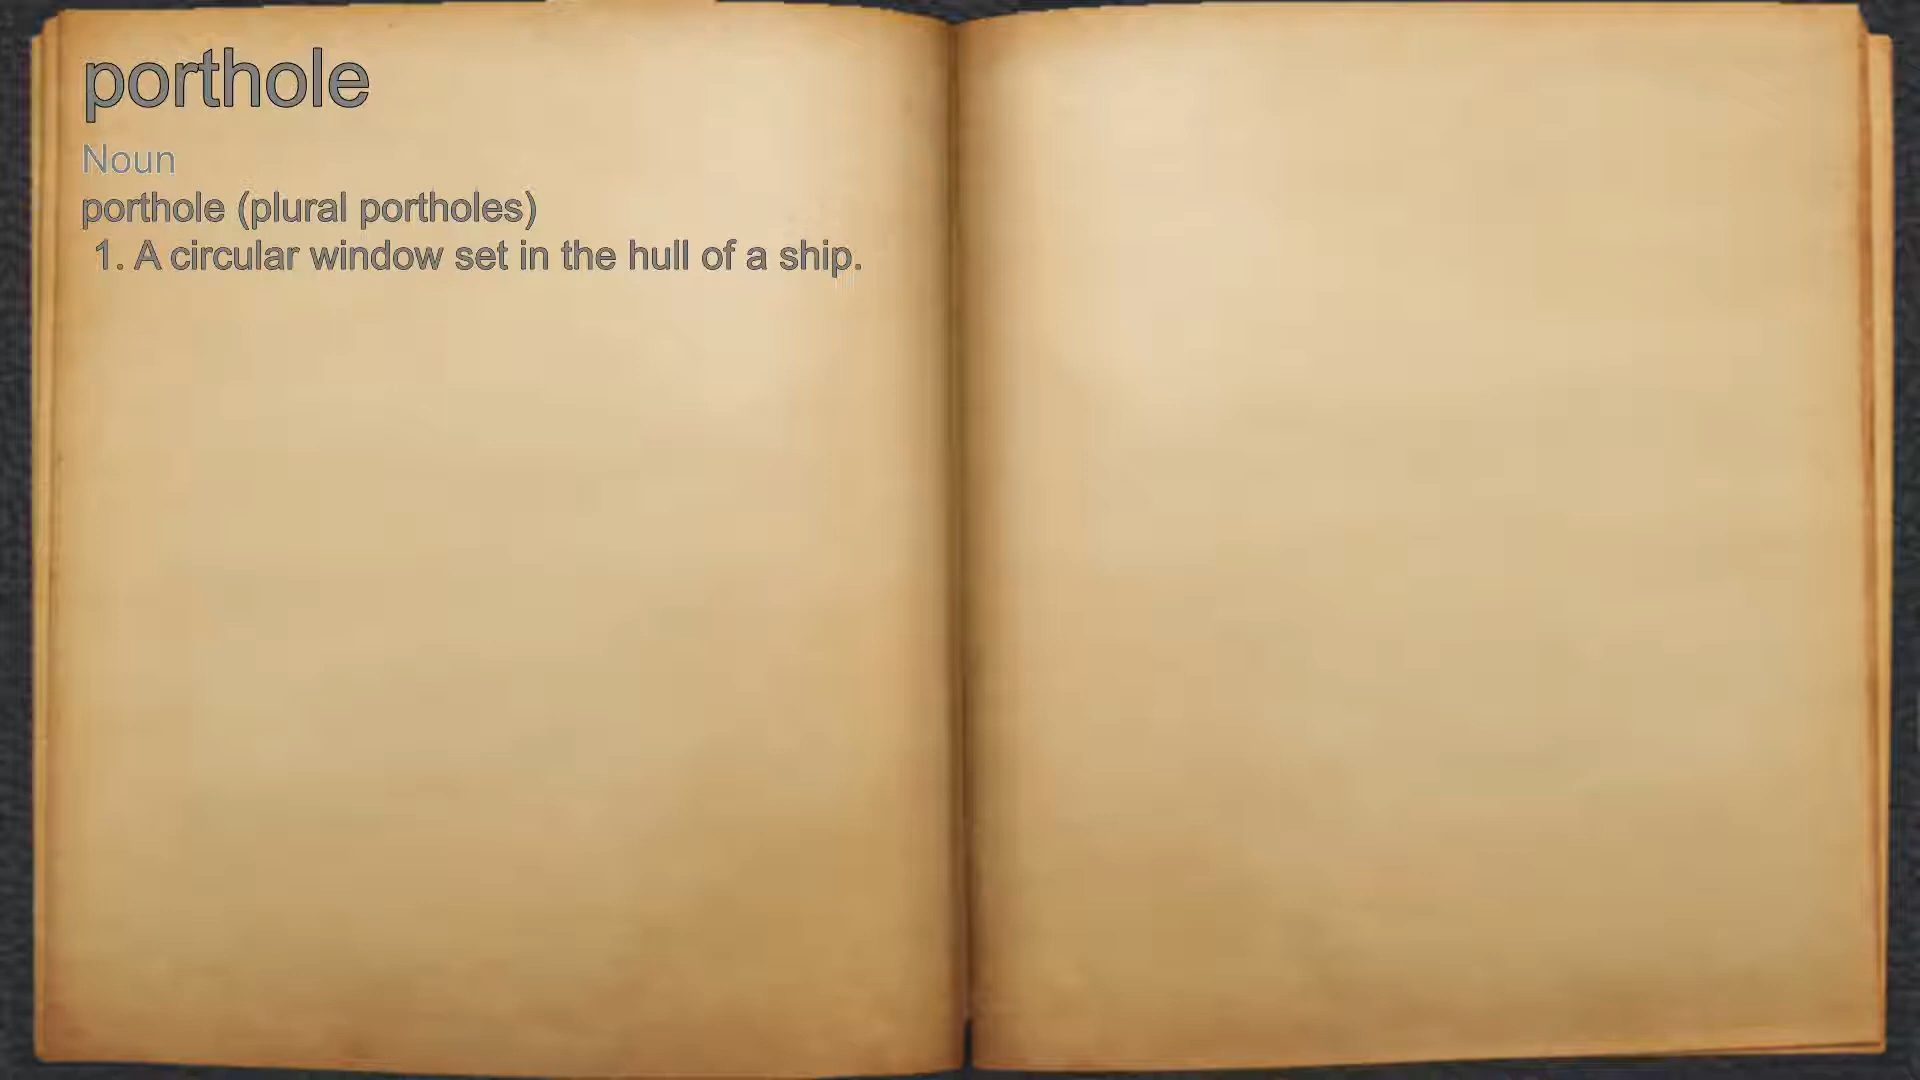 porthole
Noun
porthole (plural portholes)
1. A circular window set in the hull of a ship.